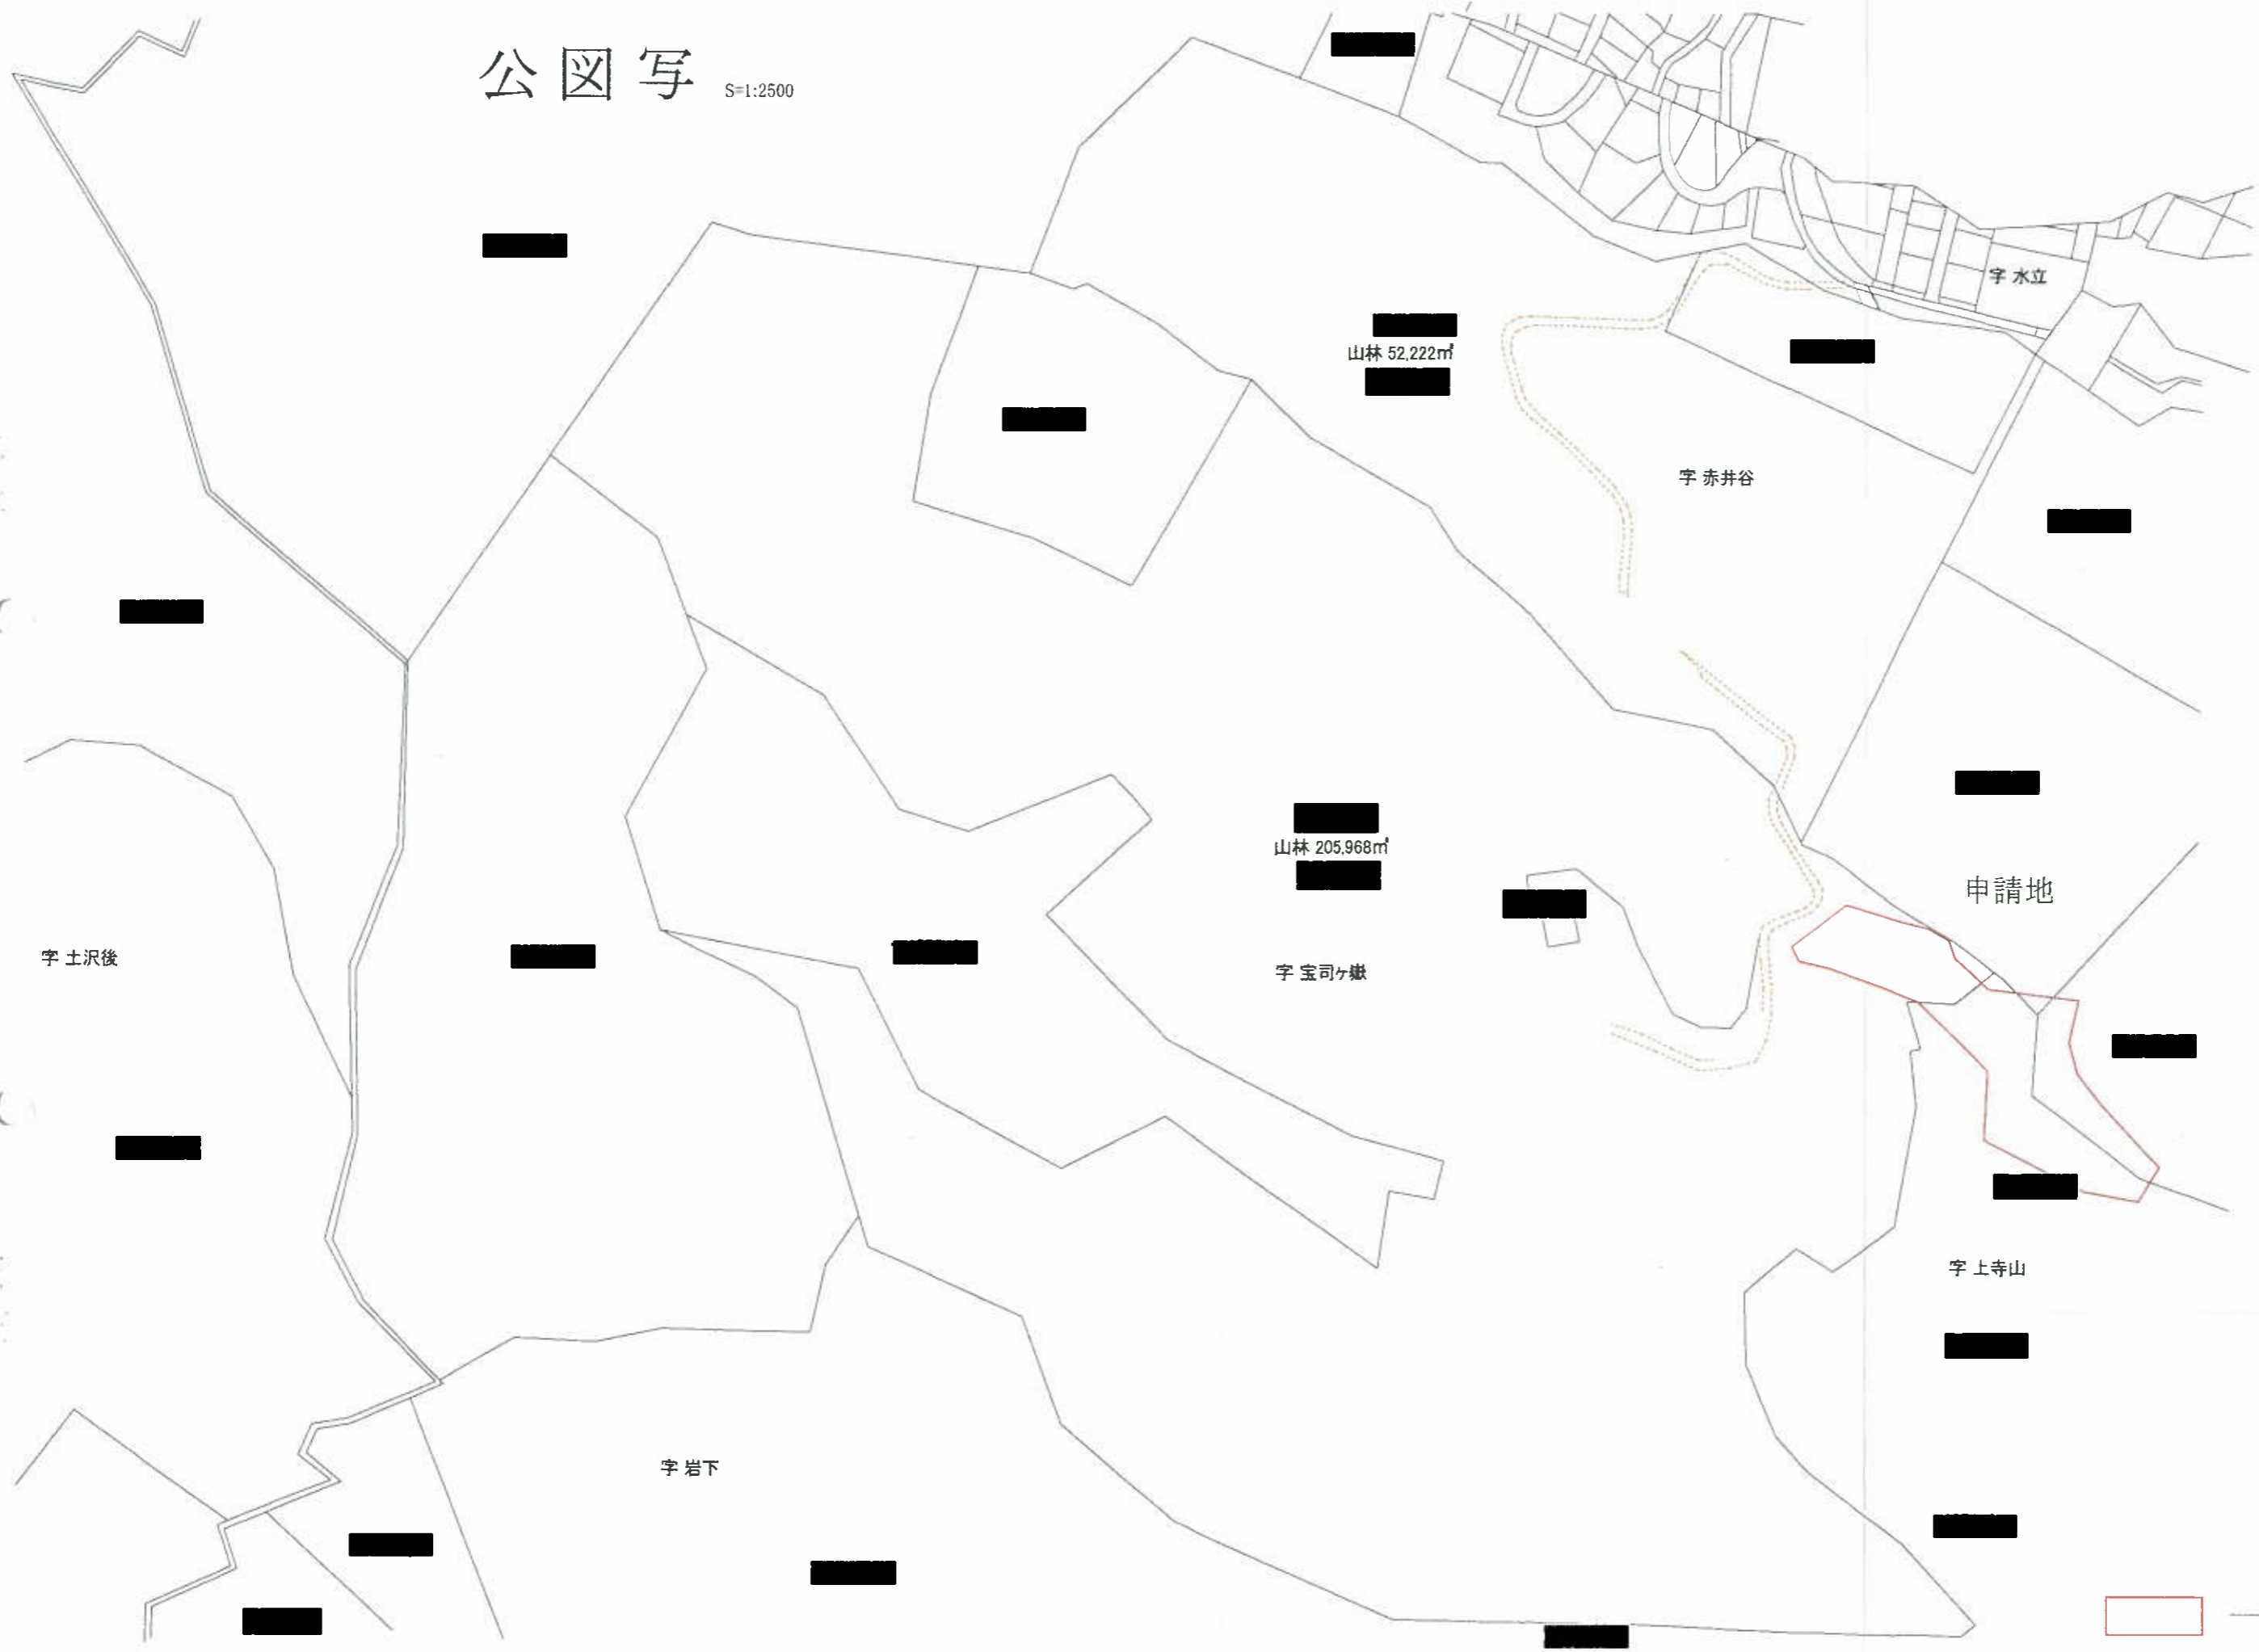 公図写 S=1:2500
字 水立
山林 52,222㎡
字 赤井谷
山林 205,968㎡
申請地
字 土沢後
字 宝司ヶ嶽
字 上寺山
字 岩下